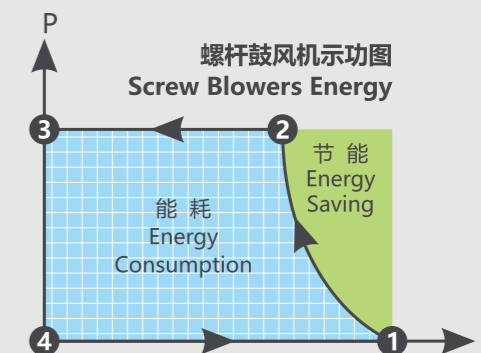 P
螺杆鼓风机示功图
Screw Blowers Energy
3
2
节 能
Energy
Saving
能 耗
Energy
Consumption
4
1